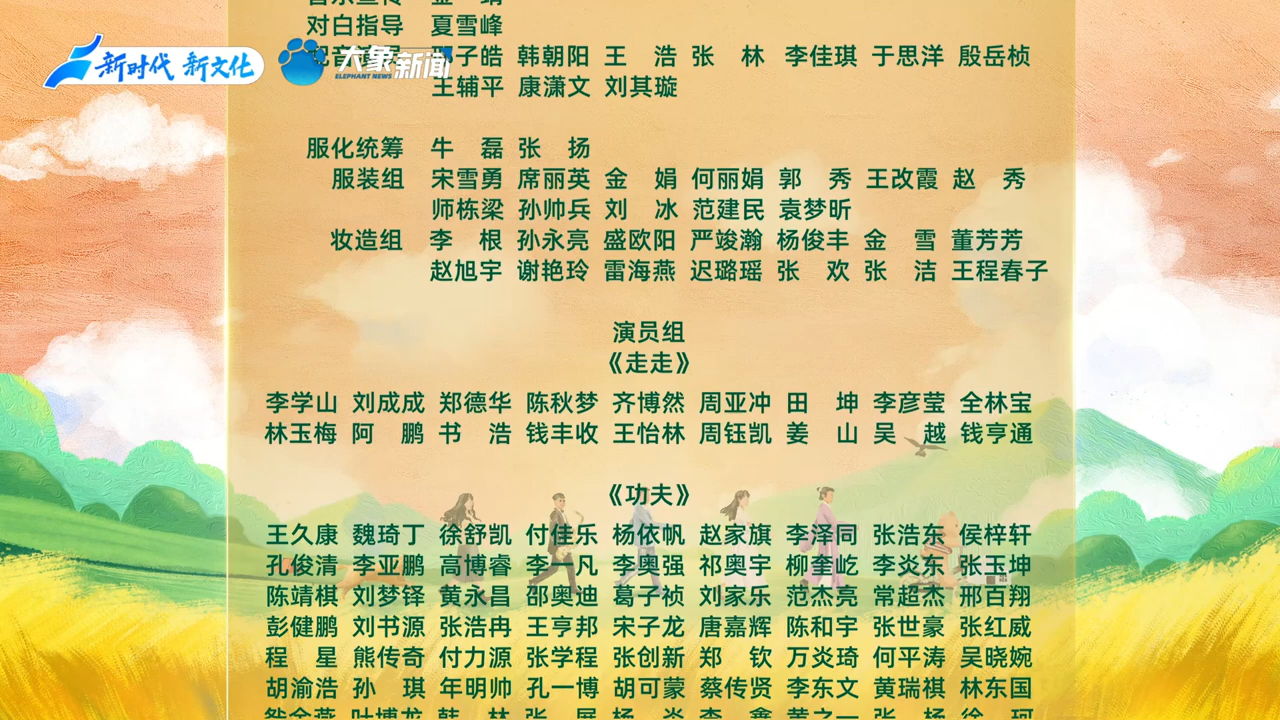 对白指导 夏雪峰
新时代 新文化
大象新闻
ELEPHANT NEWS
子皓 韩朝阳 王 浩 张 林 李佳琪 于思洋 殷岳桢
王辅平 康潇文 刘其璇
服化统筹 牛 磊 张 扬
服装组 宋雪勇 席丽英 金 娟 何丽娟 郭 秀 王改霞 赵 秀
师栋梁 孙帅兵 刘 冰 范建民 袁梦昕
妆造组 李 根 孙永亮 盛欧阳 严竣瀚 杨俊丰 金 雪 董芳芳
赵旭宇 谢艳玲 雷海燕 迟璐瑶 张 欢 张 洁 王程春子
演员组
《走走》
李学山 刘成成 郑德华 陈秋梦 齐博然 周亚冲 田 坤 李彦莹 全林宝
林玉梅 阿 鹏 书 浩 钱丰收 王怡林 周钰凯 姜 山 吴 越 钱亨通
《功夫》
王久康 魏琦丁 徐舒凯 付佳乐 杨依帆 赵家旗 李泽同 张浩东 侯梓轩
孔俊清 李亚鹏 高博睿 李一凡 李奥强 祁奥宇 柳奎屹 李炎东 张玉坤
陈靖棋 刘梦铎 黄永昌 邵奥迪 葛子祯 刘家乐 范杰亮 常超杰 邢百翔
彭健鹏 刘书源 张浩冉 王亨邦 宋子龙 唐嘉辉 陈和宇 张世豪 张红威
程 星 熊传奇 付力源 张学程 张创新 郑 钦 万炎琦 何平涛 吴晓婉
胡渝浩 孙 琪 年明帅 孔一博 胡可蒙 蔡传贤 李东文 黄瑞祺 林东国